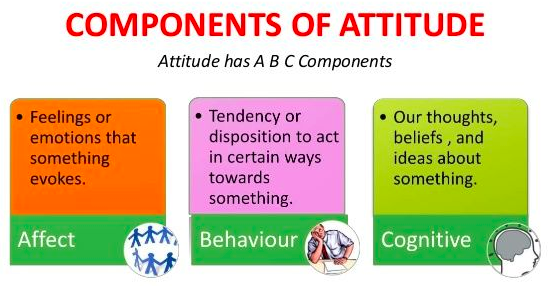 COMPONENTS OF ATTITUDE
Attitude has A B C Components
• Feelings or
emotions that
something
evokes.
Affect
• Tendency or
disposition to act
in certain ways
towards
something.
Behaviour
• Our thoughts,
beliefs , and
ideas about
something.
Cognitive